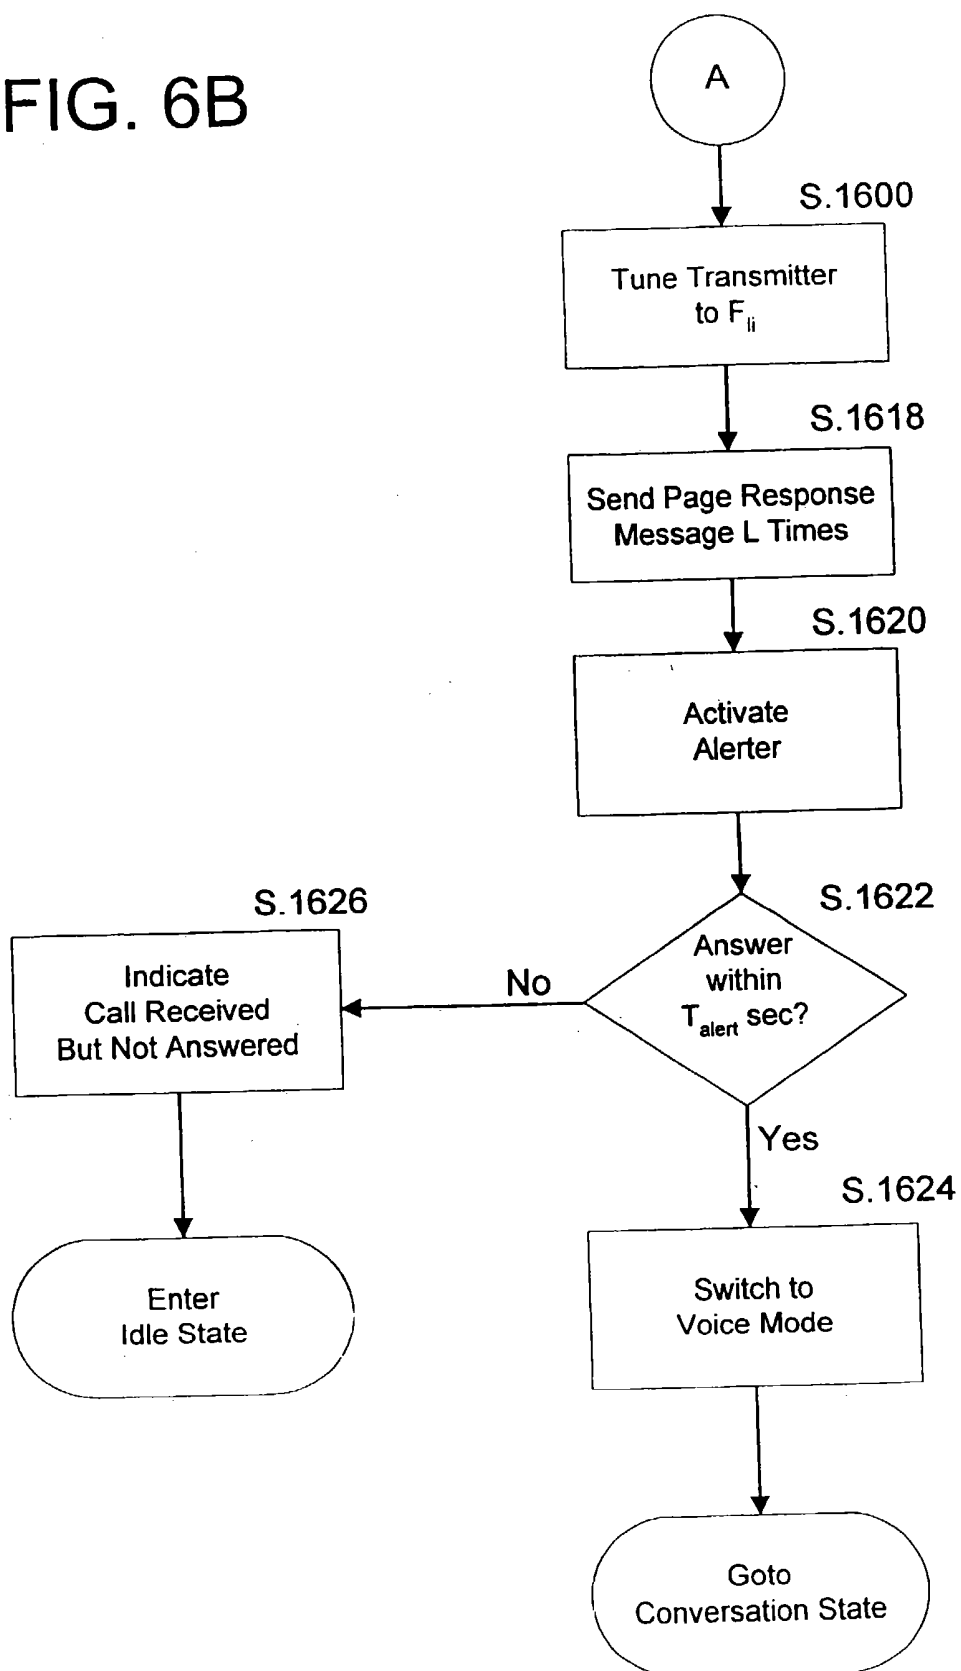 FIG. 6B
A
S.1600
Tune Transmitter
to F_li
S.1618
Send Page Response
Message L Times
S.1620
Activate
Alerter
S.1622
Answer
within
T_alert sec?
No
S.1626
Indicate
Call Received
But Not Answered
Yes
S.1624
Switch to
Voice Mode
Enter
Idle State
Goto
Conversation State